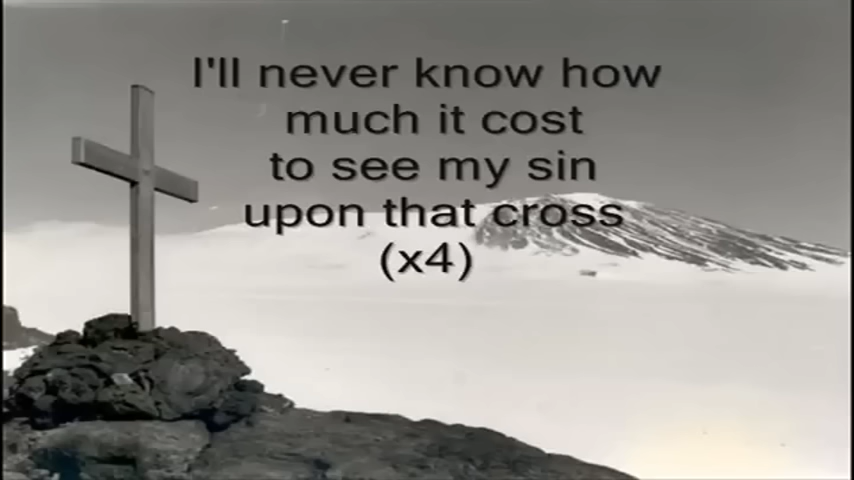 I'll never know how
much it cost
to see my sin
upon that cross
(x4)